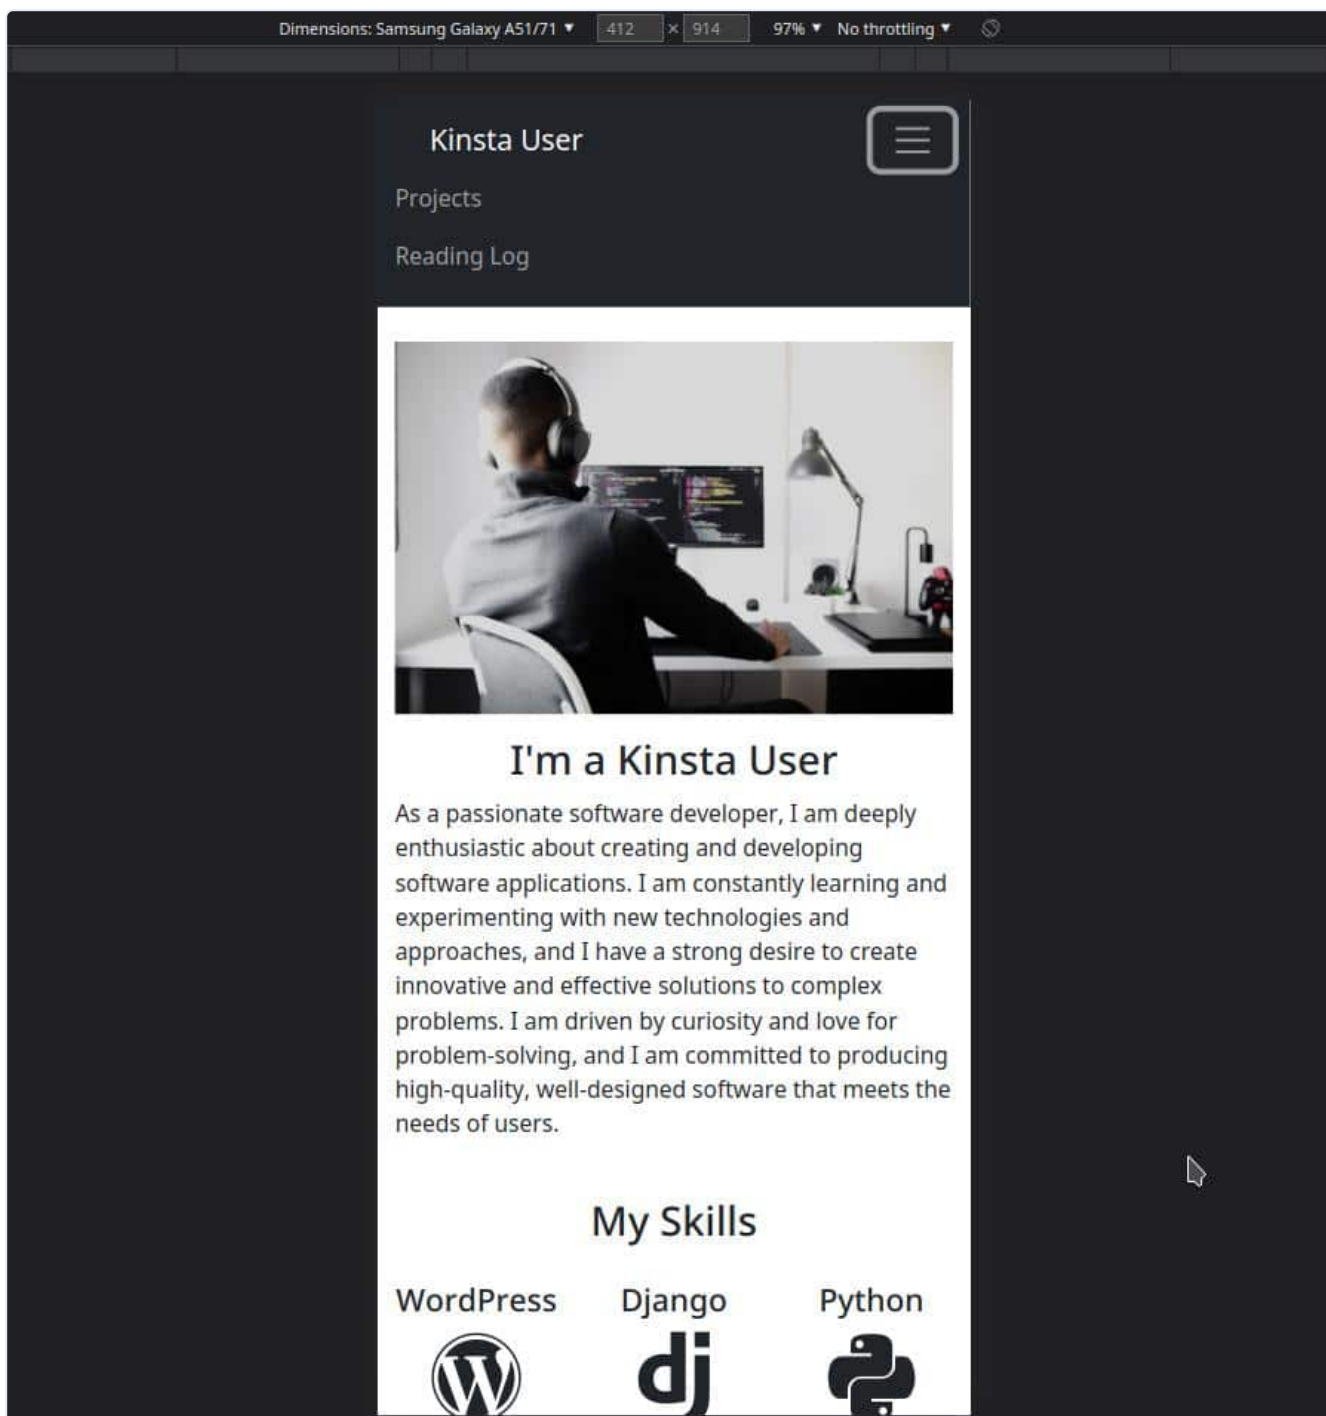 Dimensions: Samsung Galaxy A51/71 ▼ 412 × 914 97% ▼ No throttling ▼
Kinsta User
Projects
Reading Log
I'm a Kinsta User
As a passionate software developer, I am deeply
enthusiastic about creating and developing
software applications. I am constantly learning and
experimenting with new technologies and
approaches, and I have a strong desire to create
innovative and effective solutions to complex
problems. I am driven by curiosity and love for
problem-solving, and I am committed to producing
high-quality, well-designed software that meets the
needs of users.
My Skills
WordPress Django Python
W dj